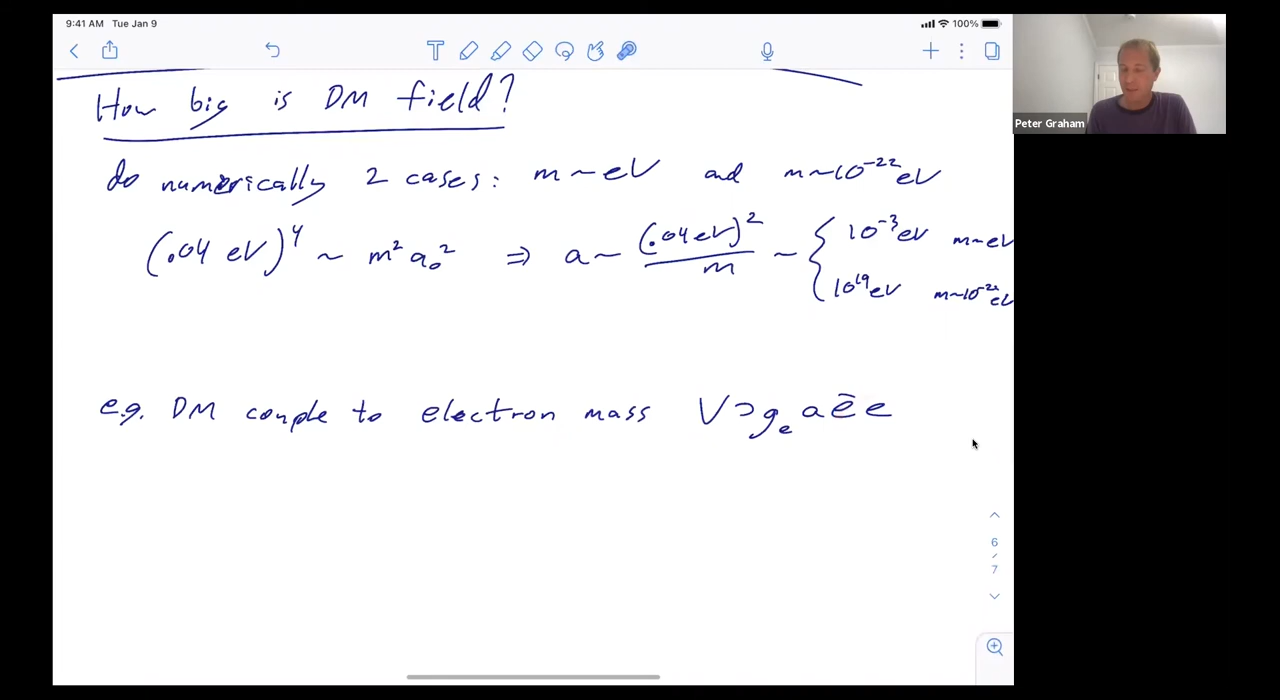 9:41 AM Tue Jan 9
100%
How big is DM field?
do numerically 2 cases: m ~ eV and m ~ 10⁻²² eV
(.04 eV)⁴ ~ m² a₀² ⇒ a ~ (.04 eV)² / m ~ { 10⁻³ eV m ~ eV
10¹⁹ eV m ~ 10⁻²² eV
e.g. DM couple to electron mass V ⊃ gₑ a ē e
6
/
7
Peter Graham